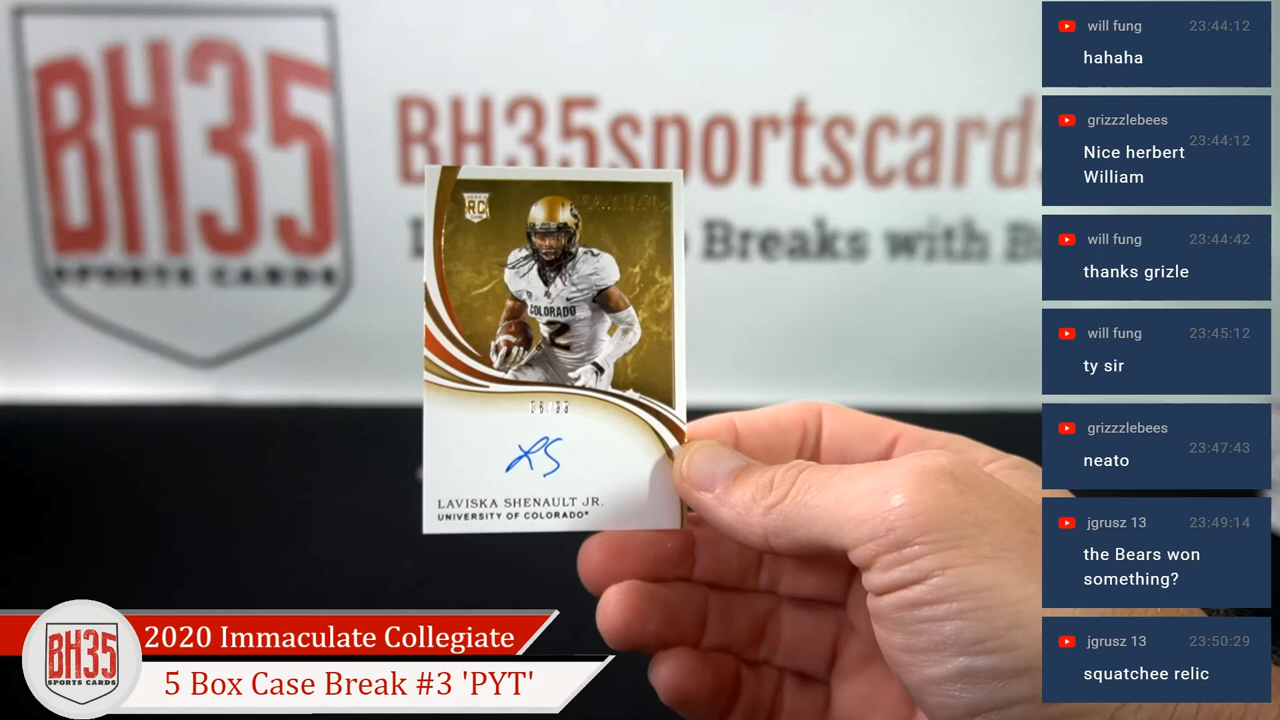 BH35
SPORTS CARDS
BH35sportscards
Breaks with
RC
COLORADO
2
LS
LAVISKA SHENAULT JR.
UNIVERSITY OF COLORADO
BH35
SPORTS CARDS
2020 Immaculate Collegiate
5 Box Case Break #3 'PYT'
will fung 23:44:12
hahaha
grizzzlebees 23:44:12
Nice herbert
William
will fung 23:44:42
thanks grizle
will fung 23:45:12
ty sir
grizzzlebees 23:47:43
neato
jgrusz 13 23:49:14
the Bears won
something?
jgrusz 13 23:50:29
squatchee relic